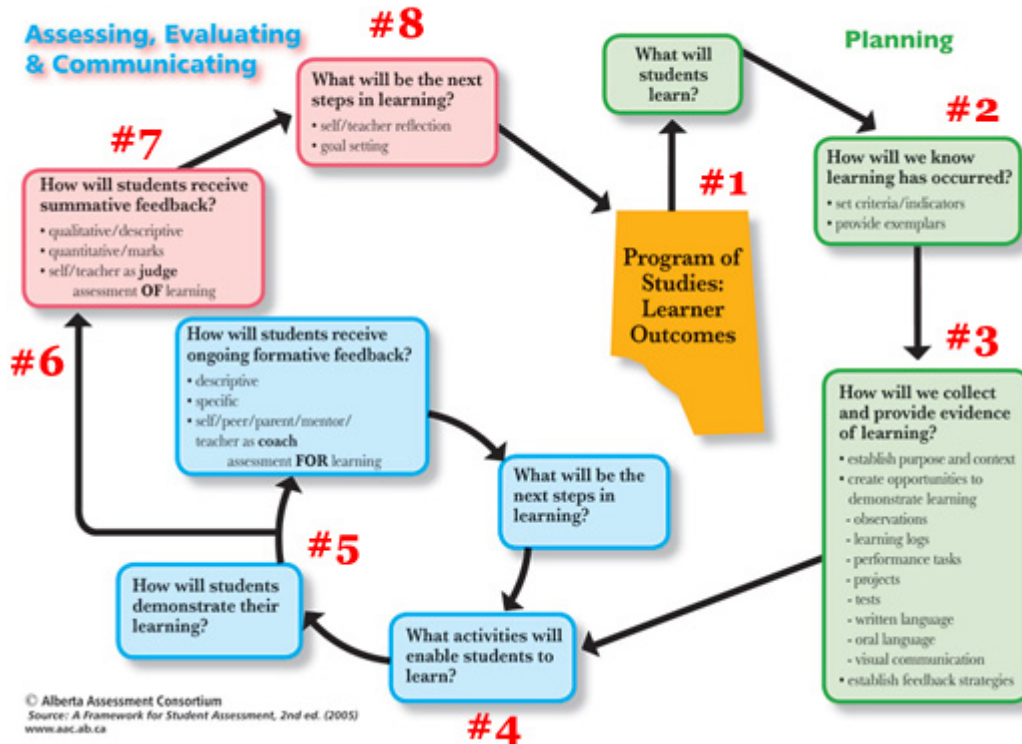 Assessing, Evaluating
& Communicating
#8
What will be the next
steps in learning?
• self/teacher reflection
• goal setting
#7
How will students receive
summative feedback?
• qualitative/descriptive
• quantitative/marks
• self/teacher as judge
assessment OF learning
#6
How will students receive
ongoing formative feedback?
• descriptive
• specific
• self/peer/parent/mentor/
teacher as coach
assessment FOR learning
What will be the
next steps in
learning?
#5
How will students
demonstrate their
learning?
What activities will
enable students to
learn?
#4
Planning
What will
students
learn?
#1
Program of
Studies:
Learner
Outcomes
#2
How will we know
learning has occurred?
• set criteria/indicators
• provide exemplars
#3
How will we collect
and provide evidence
of learning?
• establish purpose and context
• create opportunities to
demonstrate learning
- observations
- learning logs
- performance tasks
- projects
- tests
- written language
- oral language
- visual communication
• establish feedback strategies
© Alberta Assessment Consortium
Source: A Framework for Student Assessment, 2nd ed. (2005)
www.aac.ab.ca